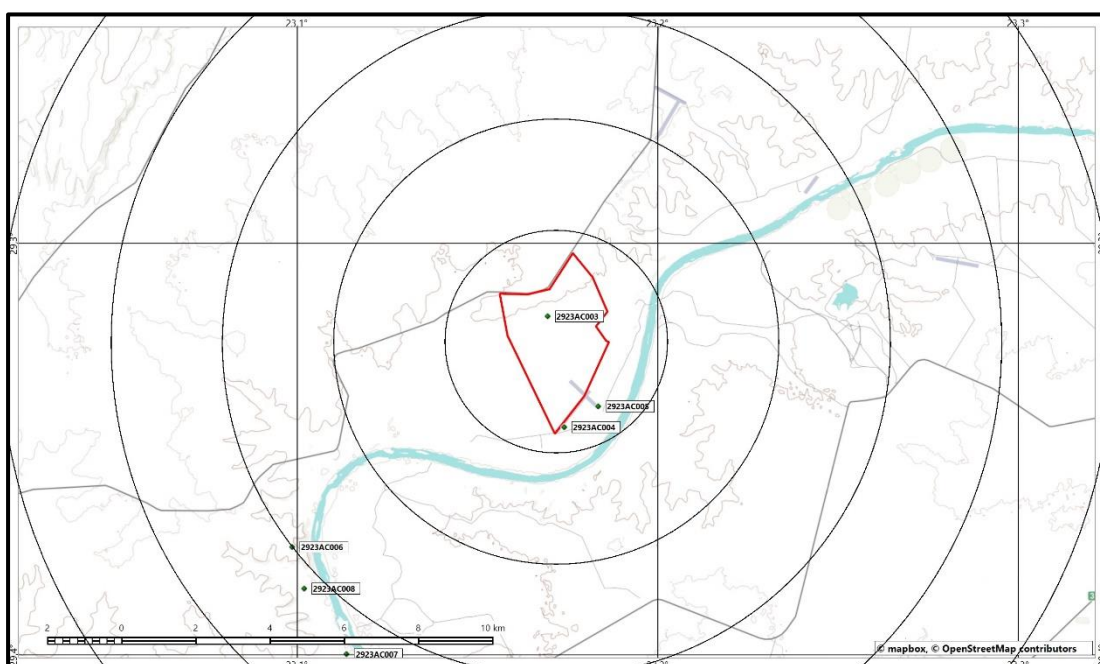 23,1°
23,2°
23,3°
29,3°
2923AC003
2923AC005
2923AC004
2923AC006
2923AC008
2923AC007
2 0 2 4 6 8 10 km
© mapbox, © OpenStreetMap contributors